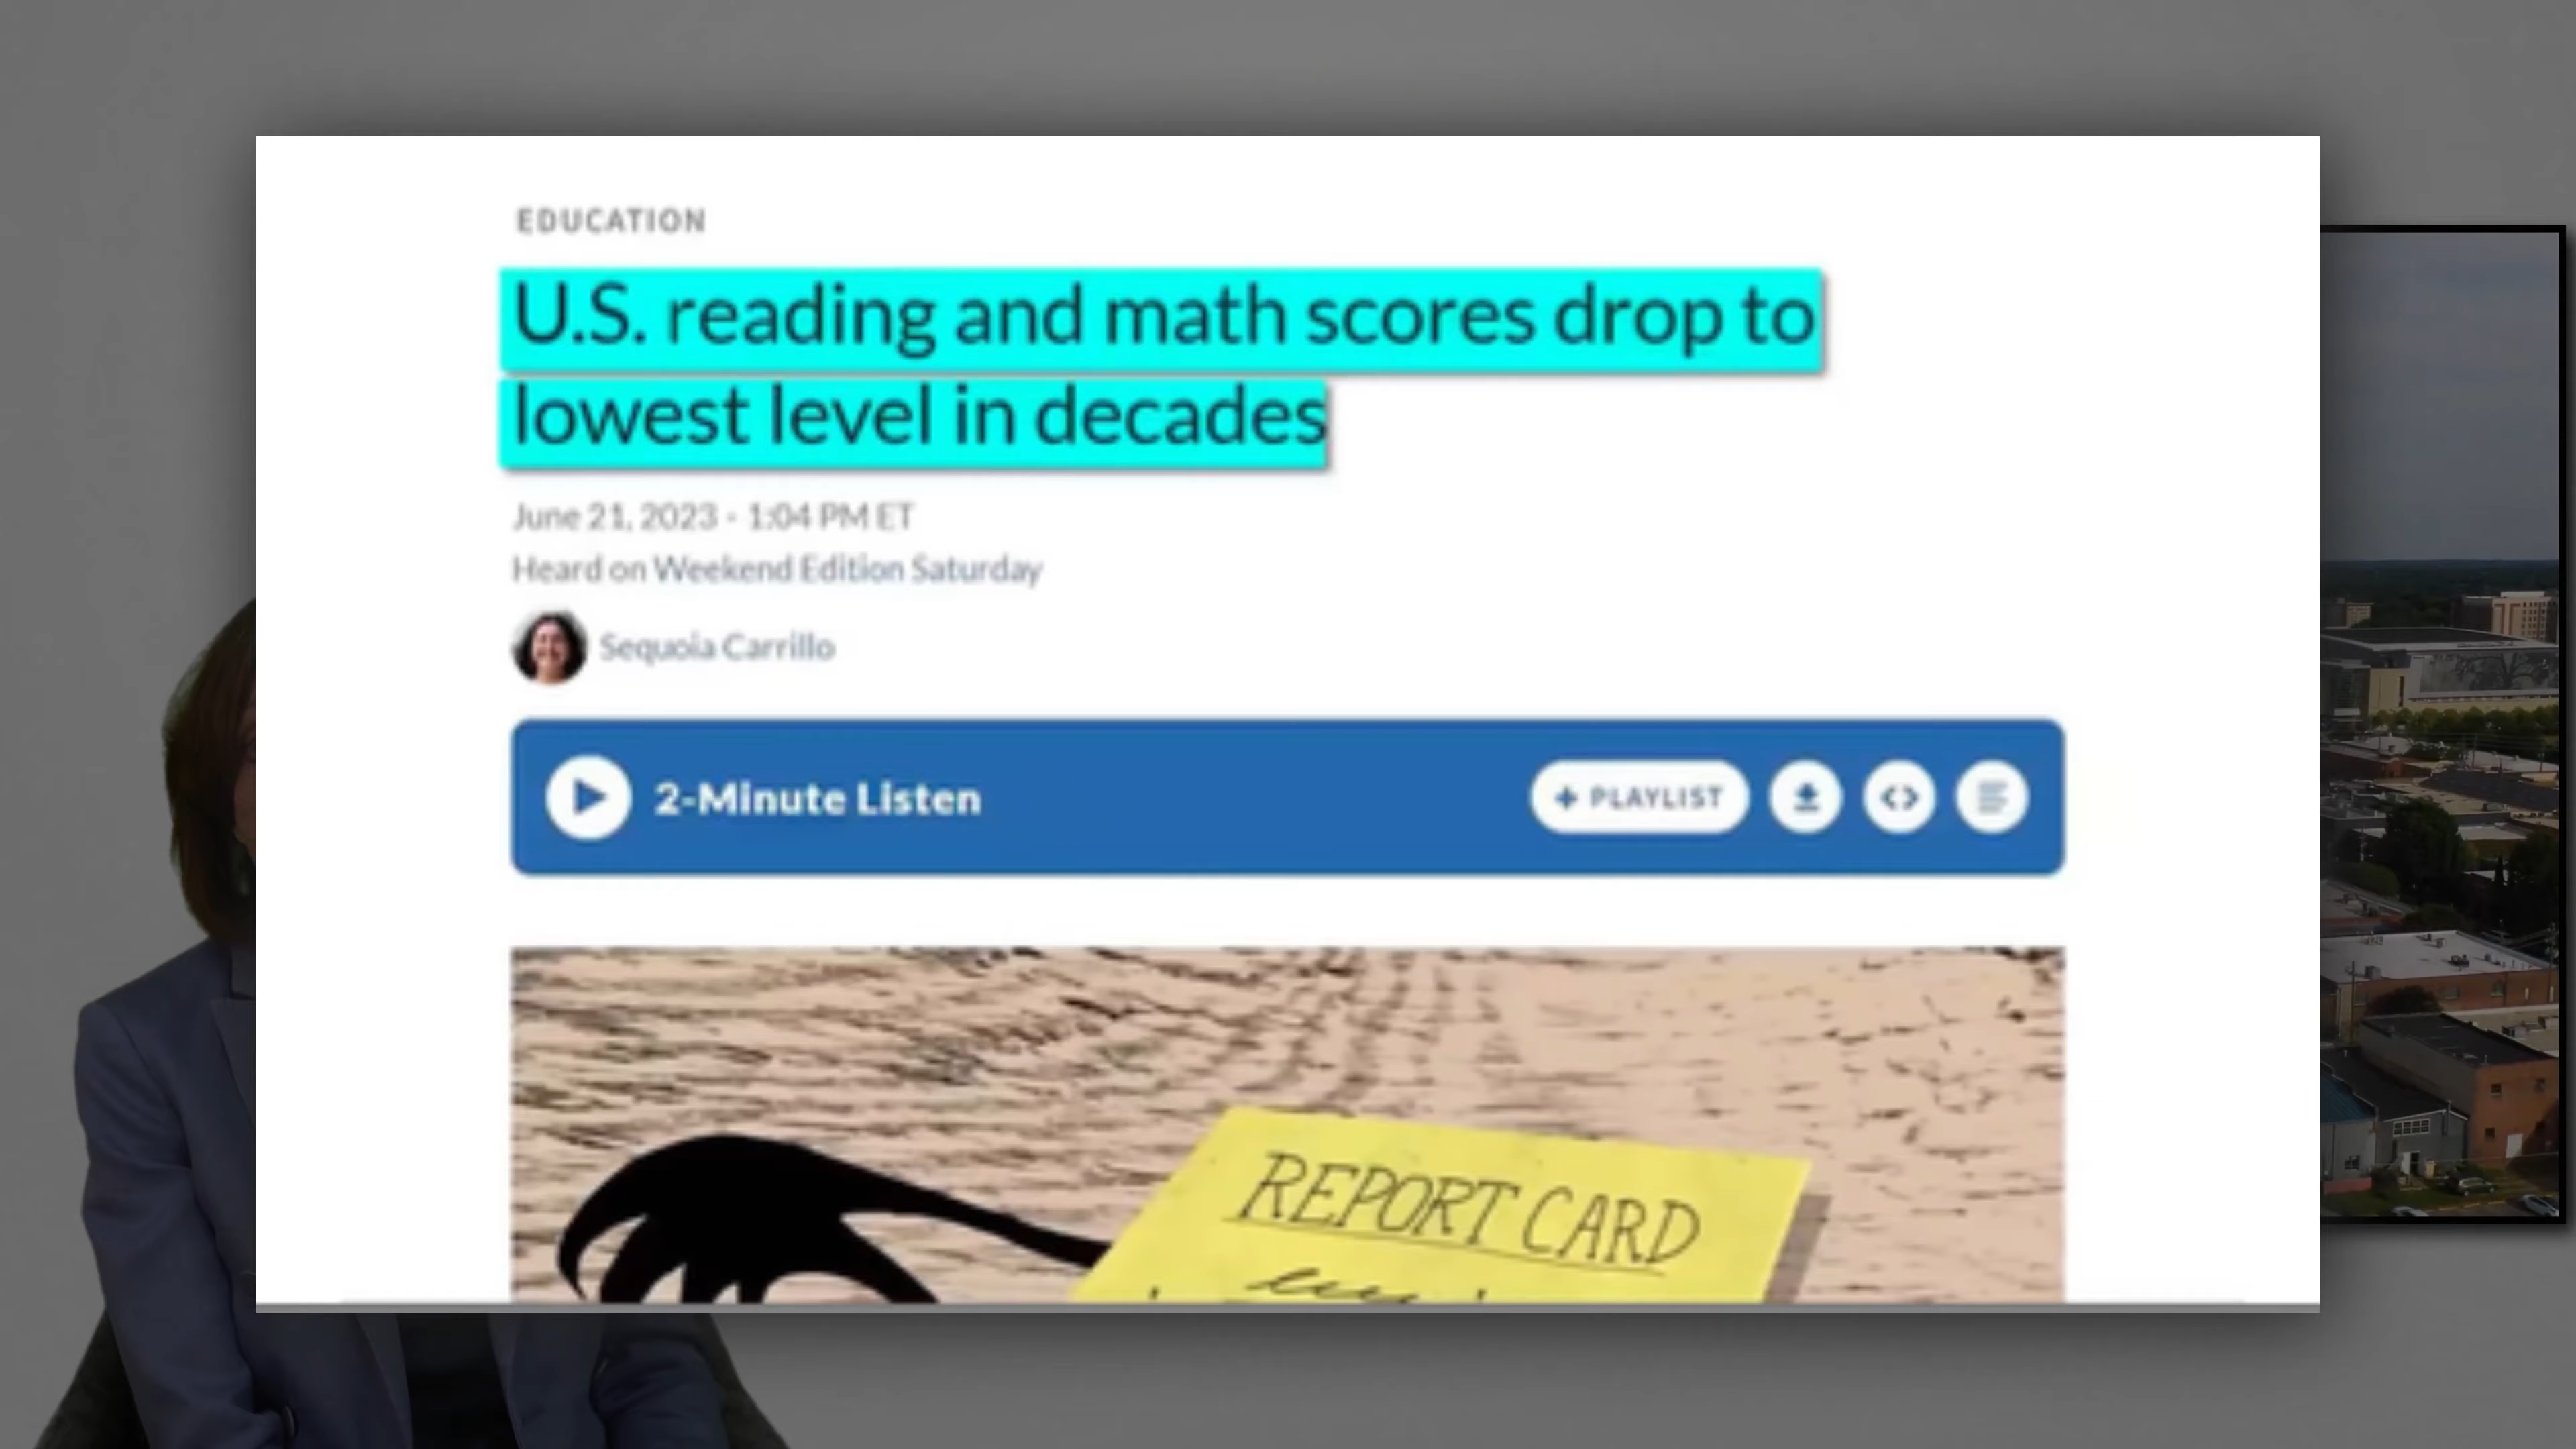 EDUCATION
U.S. reading and math scores drop to
lowest level in decades
June 21, 2023 - 1:04 PM ET
Heard on Weekend Edition Saturday
Sequoia Carrillo
2-Minute Listen
+ PLAYLIST
REPORT CARD